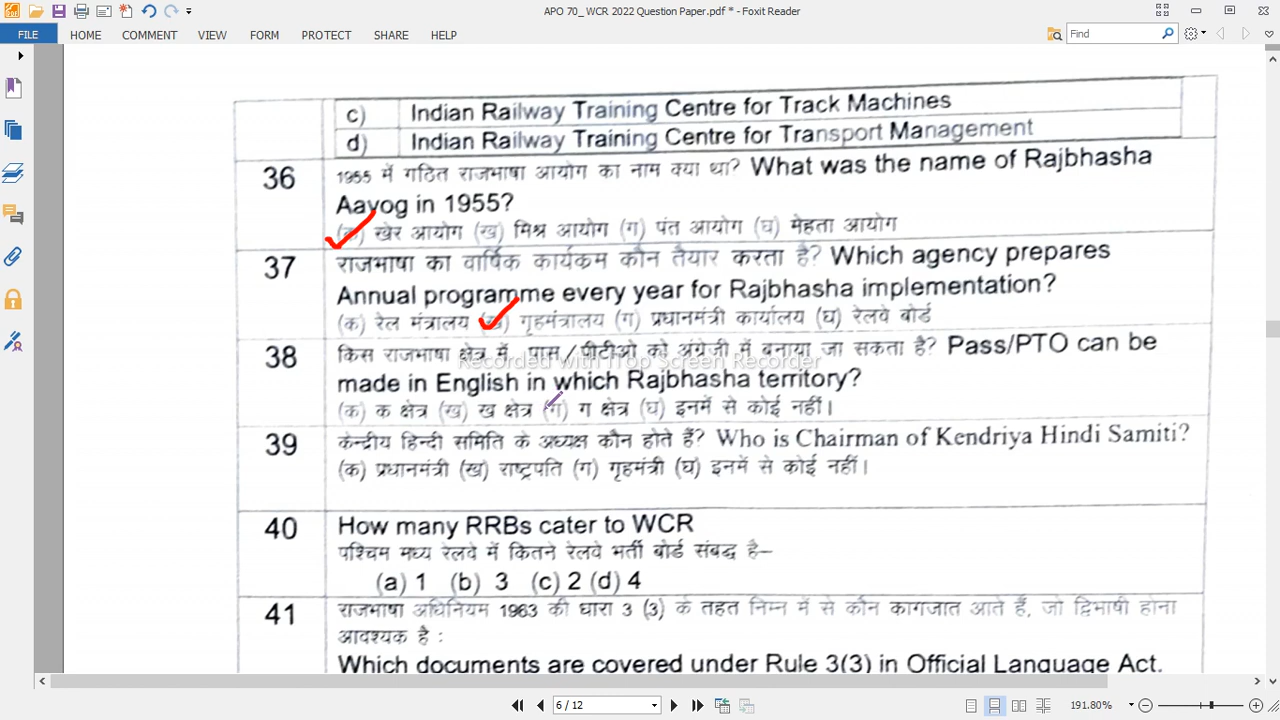 APO 70_ WCR 2022 Question Paper.pdf * - Foxit Reader
FILE HOME COMMENT VIEW FORM PROTECT SHARE HELP Find
c) Indian Railway Training Centre for Track Machines
d) Indian Railway Training Centre for Transport Management
36 1955 में गठित राजभाषा आयोग का नाम क्या था? What was the name of Rajbhasha
Aayog in 1955?
(क) खेर आयोग (ख) मिश्र आयोग (ग) पंत आयोग (घ) मेहता आयोग
37 राजभाषा का वार्षिक कार्यकम कौन तैयार करता है? Which agency prepares
Annual programme every year for Rajbhasha implementation?
(क) रेल मंत्रालय (ख) गृहमंत्रालय (ग) प्रधानमंत्री कार्यालय (घ) रेलवे बोर्ड
38 किस राजभाषा क्षेत्र में पास/पीटीओ को अंग्रेजी में बनाया जा सकता है? Pass/PTO can be
Recorded with iTop Screen Recorder
made in English in which Rajbhasha territory?
(क) क क्षेत्र (ख) ख क्षेत्र (ग) ग क्षेत्र (घ) इनमें से कोई नहीं।
39 केन्द्रीय हिन्दी समिति के अध्यक्ष कौन होते हैं? Who is Chairman of Kendriya Hindi Samiti?
(क) प्रधानमंत्री (ख) राष्ट्रपति (ग) गृहमंत्री (घ) इनमें से कोई नहीं।
40 How many RRBs cater to WCR
पश्चिम मध्य रेलवे में कितने रेलवे भर्ती बोर्ड संबद्ध है–
(a) 1 (b) 3 (c) 2 (d) 4
41 राजभाषा अधिनियम 1963 की धारा 3 (3) के तहत निम्न में से कौन कागजात आते हैं, जो द्विभाषी होना
आवश्यक है :
Which documents are covered under Rule 3(3) in Official Language Act.
6 / 12 191.80%